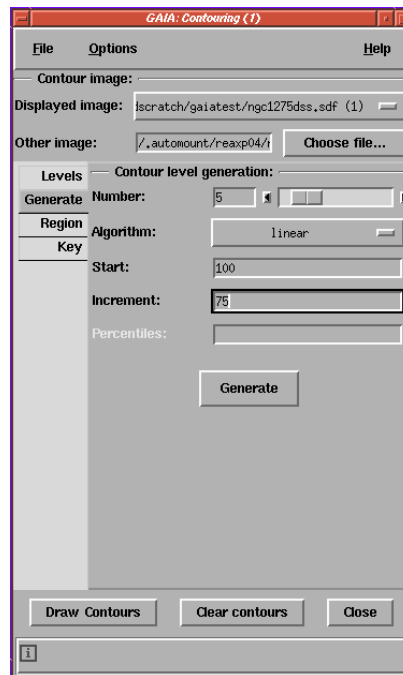 GAIA: Contouring (1)
File Options Help
Contour image:
Displayed image: dscratch/gaiatest/ngc1275dss.sdf (1)
Other image: /.automount/reaxp04/r Choose file...
Levels
Generate
Region
Key
Contour level generation:
Number: 5
Algorithm: linear
Start: 100
Increment: 75
Percentiles:
Generate
Draw Contours Clear contours Close
i